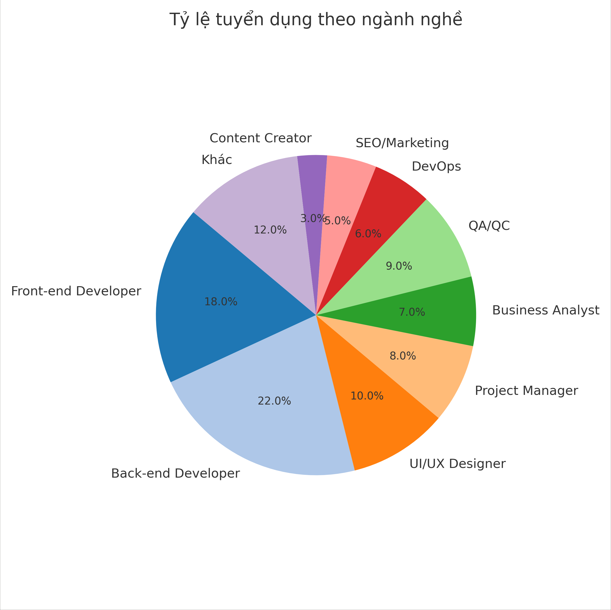 Tỷ lệ tuyển dụng theo ngành nghề
Content Creator
SEO/Marketing
Khác
DevOps
3.0%
5.0%
12.0%
6.0%
QA/QC
9.0%
Front-end Developer
18.0%
7.0%
Business Analyst
8.0%
Project Manager
10.0%
22.0%
UI/UX Designer
Back-end Developer